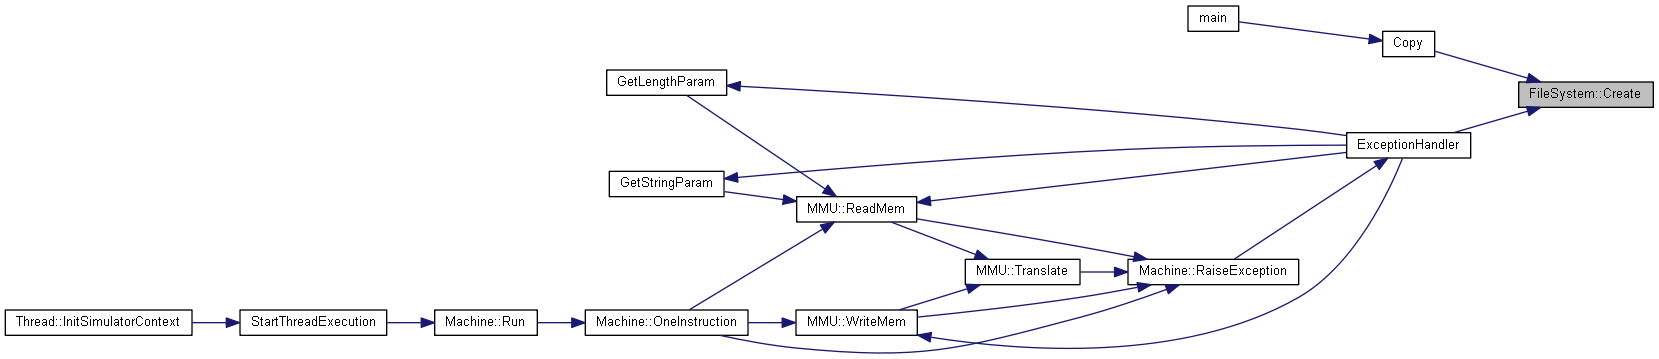 main
Copy
GetLengthParam
FileSystem::Create
ExceptionHandler
GetStringParam
MMU::ReadMem
MMU::Translate
Machine::RaiseException
Thread::InitSimulatorContext
StartThreadExecution
Machine::Run
Machine::OneInstruction
MMU::WriteMem